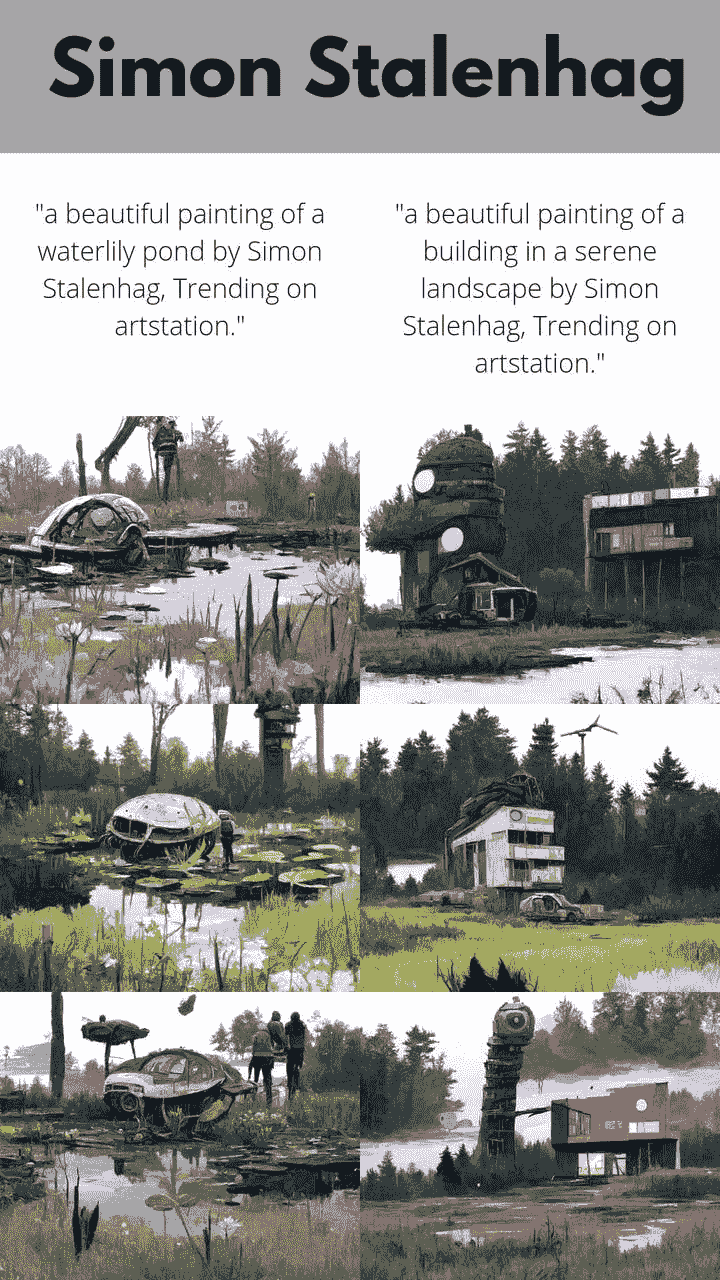 Simon Stalenhag
"a beautiful painting of a
waterlily pond by Simon
Stalenhag, Trending on
artstation."
"a beautiful painting of a
building in a serene
landscape by Simon
Stalenhag, Trending on
artstation."